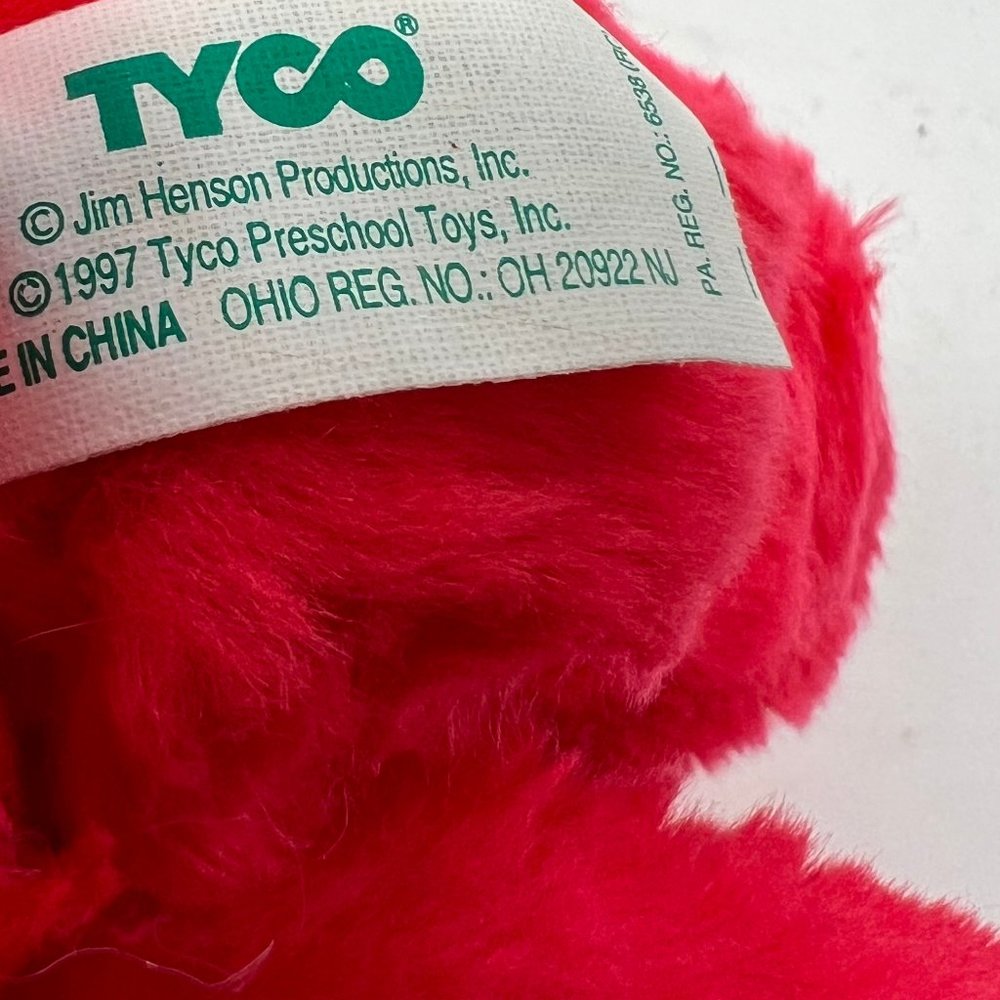 TYCO®
© Jim Henson Productions, Inc.
©1997 Tyco Preschool Toys, Inc.
E IN CHINA OHIO REG. NO.: OH 20922 NJ
PA. REG. NO.: 6538